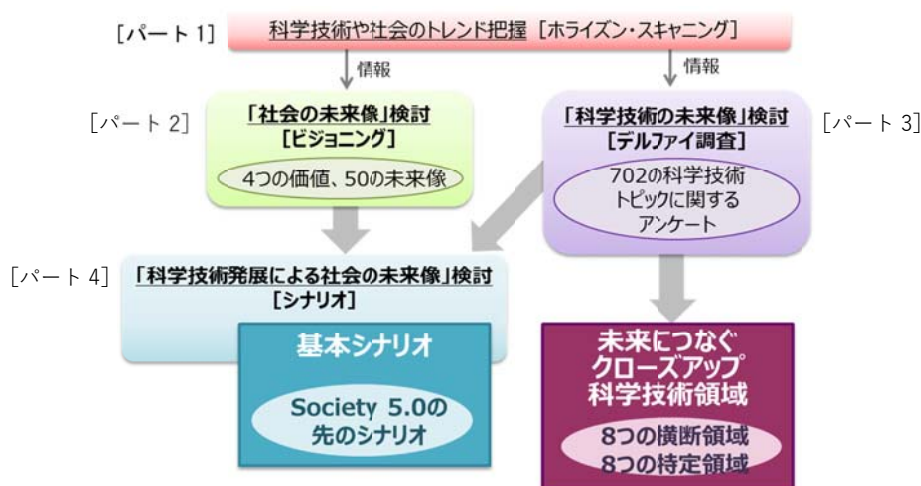 [パート 1]
科学技術や社会のトレンド把握 [ホライズン・スキャニング]
情報
情報
[パート 2]
「社会の未来像」検討
[ビジョニング]
4つの価値、50の未来像
「科学技術の未来像」検討
[デルファイ調査]
702の科学技術
トピックに関する
アンケート
[パート 3]
[パート 4]
「科学技術発展による社会の未来像」検討
[シナリオ]
基本シナリオ
Society 5.0の
先のシナリオ
未来につなぐ
クローズアップ
科学技術領域
8つの横断領域
8つの特定領域